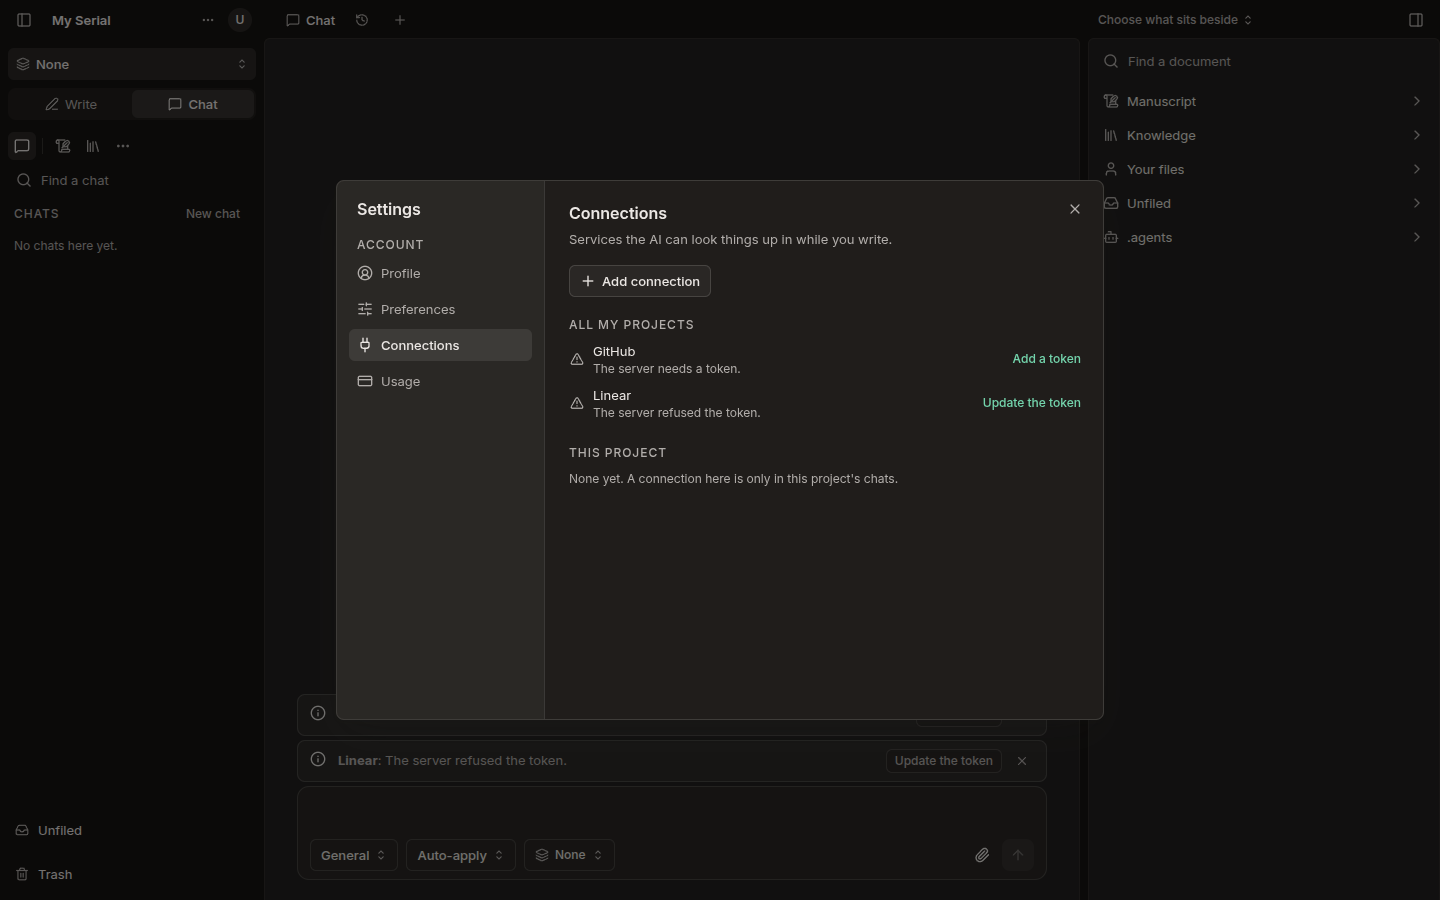 My Serial
U
None
Write
Chat
Find a chat
CHATS
New chat
No chats here yet.
Unfiled
Trash
Chat
Choose what sits beside
Find a document
Manuscript
Knowledge
Your files
Unfiled
.agents
Settings
ACCOUNT
Profile
Preferences
Connections
Usage
Connections
Services the AI can look things up in while you write.
Add connection
ALL MY PROJECTS
GitHub
The server needs a token.
Add a token
Linear
The server refused the token.
Update the token
THIS PROJECT
None yet. A connection here is only in this project's chats.
Linear: The server refused the token.
Update the token
General
Auto-apply
None